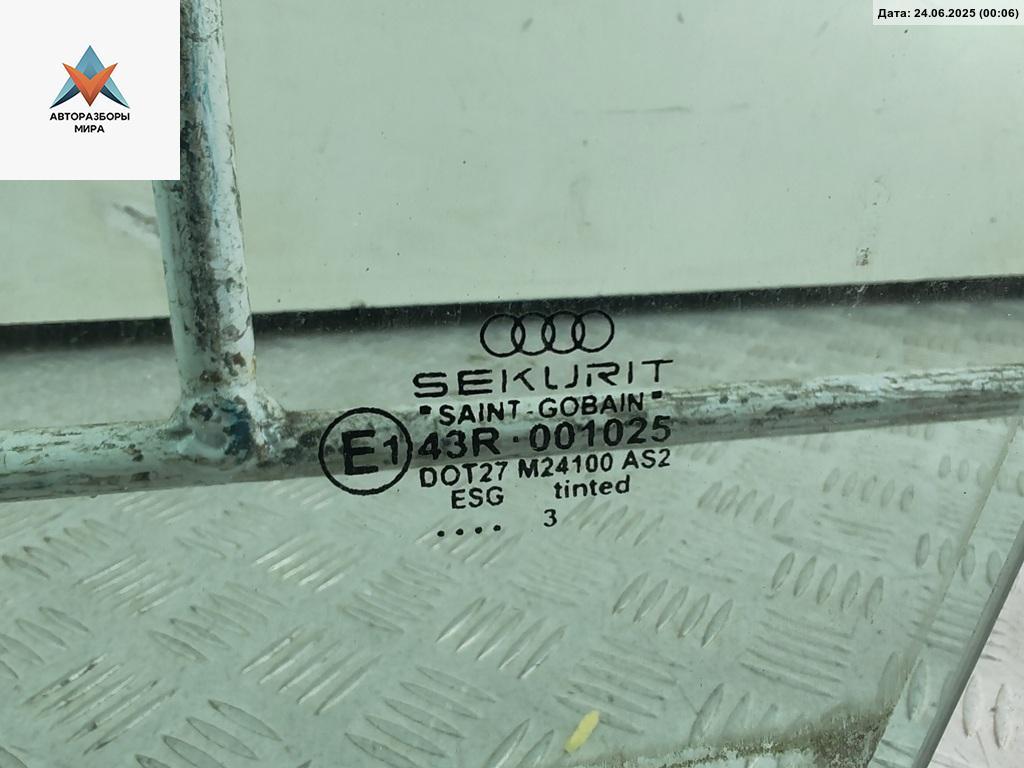 Дата: 24.06.2025 (00:06)
АВТОРАЗБОРЫ
МИРА
SEKURIT
"SAINT-GOBAIN"
E1 43R · 001025
DOT27 M24100 AS2
ESG tinted
.... 3